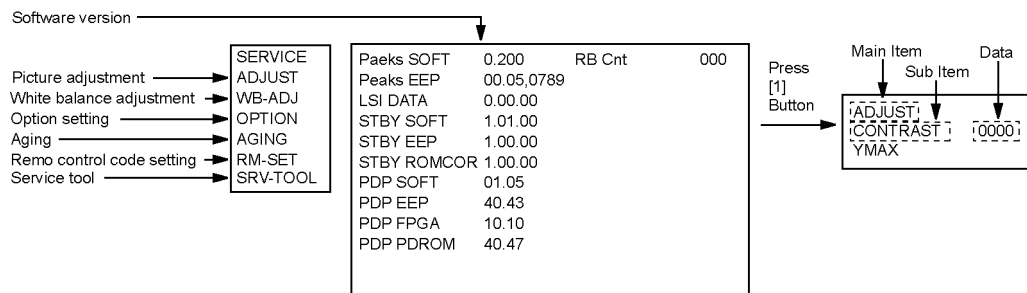 Software version
Picture adjustment
White balance adjustment
Option setting
Aging
Remo control code setting
Service tool
SERVICE
ADJUST
WB-ADJ
OPTION
AGING
RM-SET
SRV-TOOL
Paeks SOFT 0.200 RB Cnt 000
Peaks EEP 00.05,0789
LSI DATA 0.00.00
STBY SOFT 1.01.00
STBY EEP 1.00.00
STBY ROMCOR 1.00.00
PDP SOFT 01.05
PDP EEP 40.43
PDP FPGA 10.10
PDP PDROM 40.47
Press
[1]
Button
Main Item
Sub Item
Data
ADJUST
CONTRAST 0000
YMAX